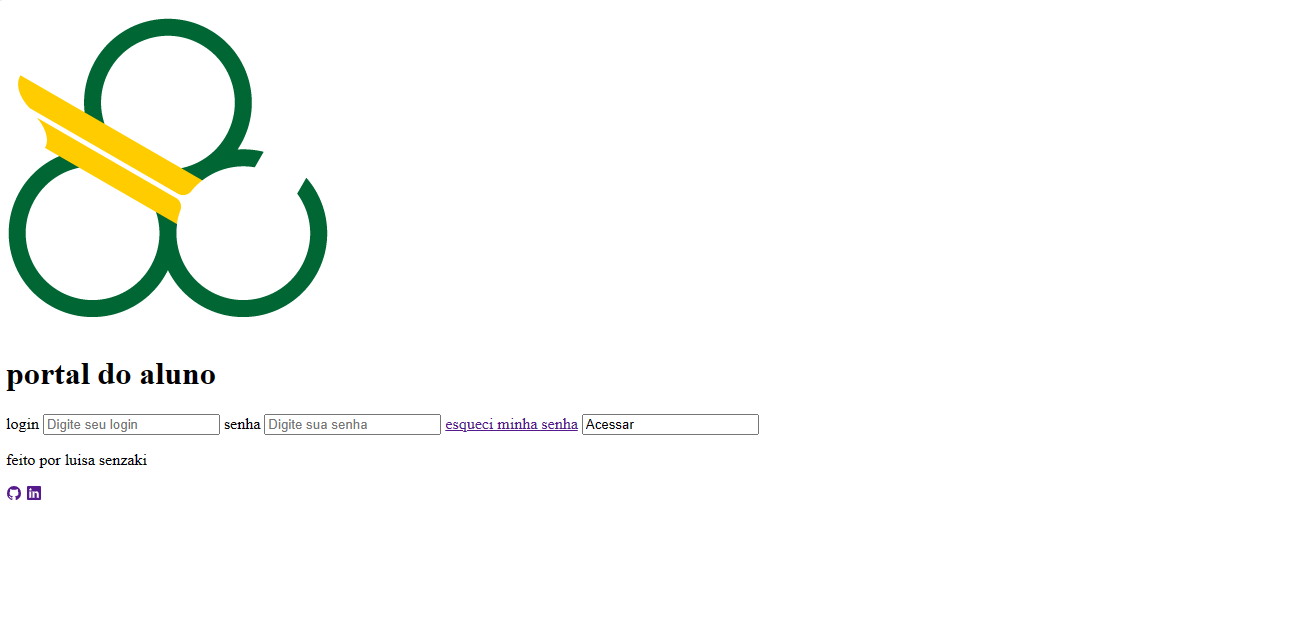 portal do aluno
login Digite seu login senha Digite sua senha esqueci minha senha Acessar
feito por luisa senzaki
in